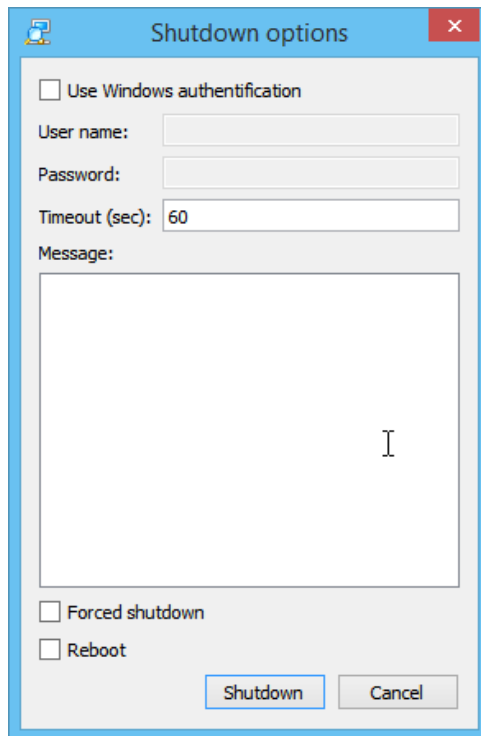 Shutdown options
Use Windows authentification
User name:
Password:
Timeout (sec): 60
Message:
Forced shutdown
Reboot
Shutdown Cancel